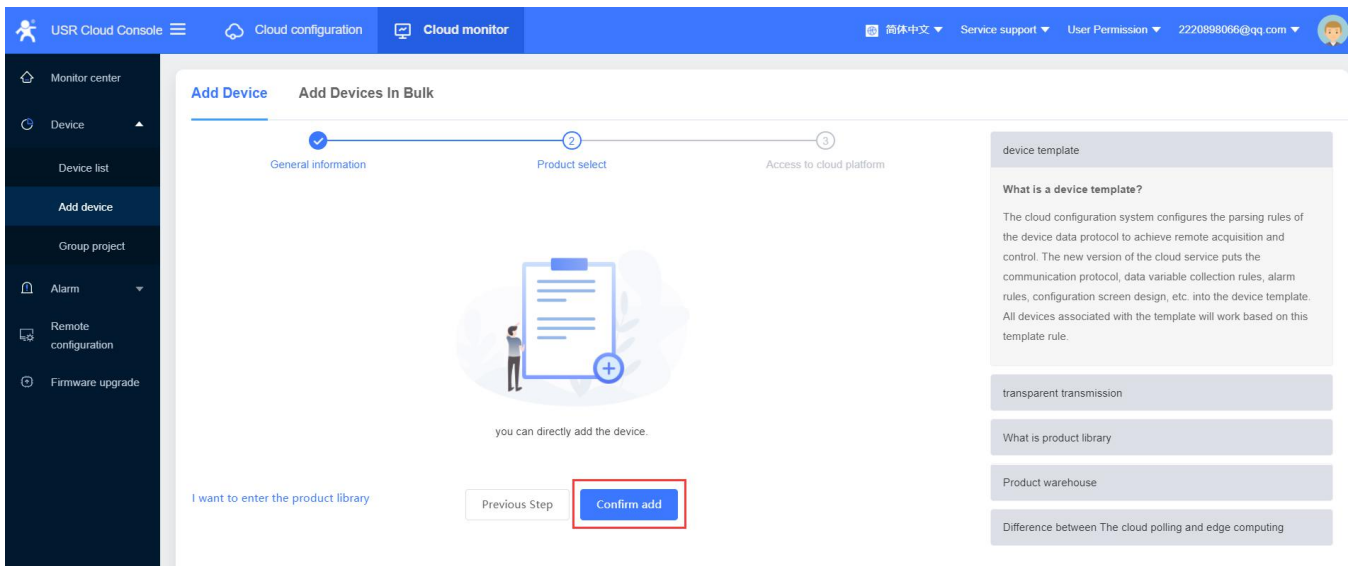 USR Cloud Console
Cloud configuration
Cloud monitor
简体中文
Service support
User Permission
2220898066@qq.com
Monitor center
Device
Device list
Add device
Group project
Alarm
Remote
configuration
Firmware upgrade
Add Device
Add Devices In Bulk
2
3
General information
Product select
Access to cloud platform
you can directly add the device.
I want to enter the product library
Previous Step
Confirm add
device template
What is a device template?
The cloud configuration system configures the parsing rules of
the device data protocol to achieve remote acquisition and
control. The new version of the cloud service puts the
communication protocol, data variable collection rules, alarm
rules, configuration screen design, etc. into the device template.
All devices associated with the template will work based on this
template rule.
transparent transmission
What is product library
Product warehouse
Difference between The cloud polling and edge computing